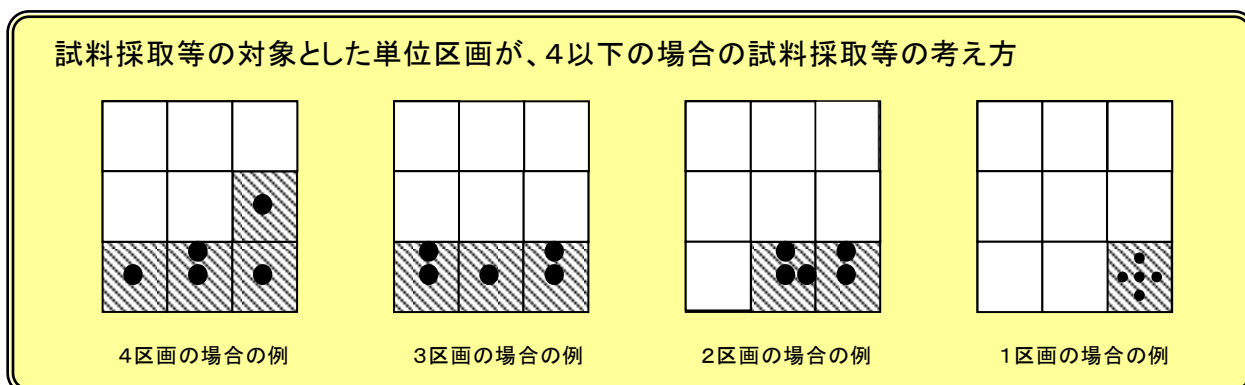 試料採取等の対象とした単位区画が、4以下の場合の試料採取等の考え方
4区画の場合の例
3区画の場合の例
2区画の場合の例
1区画の場合の例